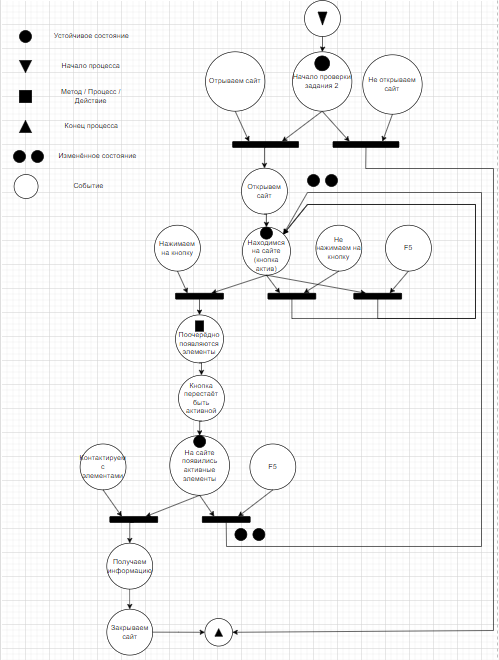 Устойчивое состояние
Начало процесса
Метод / Процесс /
Действие
Конец процесса
Изменённое состояние
Событие
Отрываем сайт
Начало проверки
задания 2
Не открываем
сайт
Открывем
сайт
Нажимаем
на кнопку
Находимся
на сайте
(кнопка
актив)
Не
нажимаем на
кнопку
F5
Поочерёдно
появляются
элементы
Кнопка
перестаёт
быть
активной
Контактируем
с
элементами
На сайте
появились
активные
элементы
F5
Получаем
информацию
Закрываем
сайт